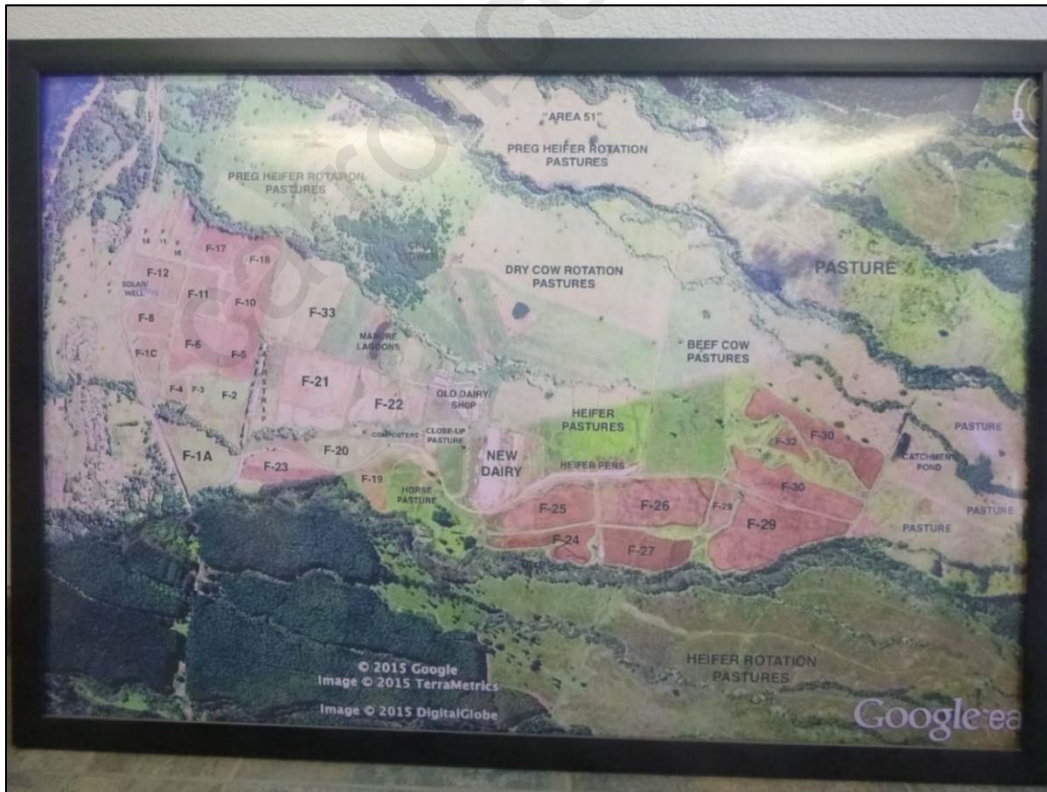 "AREA 51"
PREG HEIFER ROTATION
PASTURES
PREG HEIFER ROTATION
PASTURES
F-17
F-18
F-12
SOLAR/
WELL
F-11
F-10
F-33
DRY COW ROTATION
PASTURES
PASTURE
F-8
MANURE
LAGOONS
F-6
F-5
F-1C
AIRSTRIP
BEEF COW
PASTURES
F-21
F-4
F-3
F-2
F-22
OLD DAIRY/
SHOP
HEIFER
PASTURES
COMPOSTERS
CLOSE-UP
PASTURE
F-32
F-30
PASTURE
F-1A
F-20
NEW
DAIRY
CATCHMENT
POND
F-23
HEIFER PENS
F-19
HORSE
PASTURE
F-30
F-25
F-26
F-29
PASTURE
F-24
F-27
F-29
PASTURE
© 2015 Google
Image © 2015 TerraMetrics
Image © 2015 DigitalGlobe
HEIFER ROTATION
PASTURES
Google ea